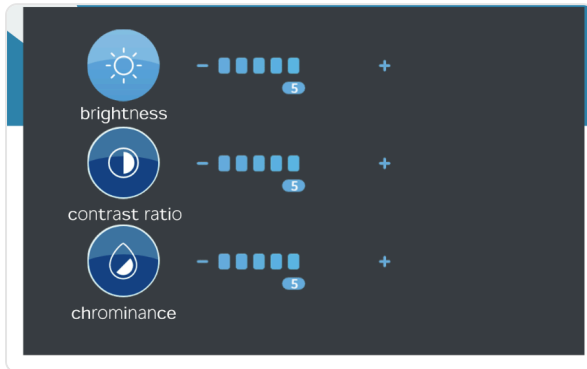 - 5 +
brightness
- 5 +
contrast ratio
- 5 +
chrominance